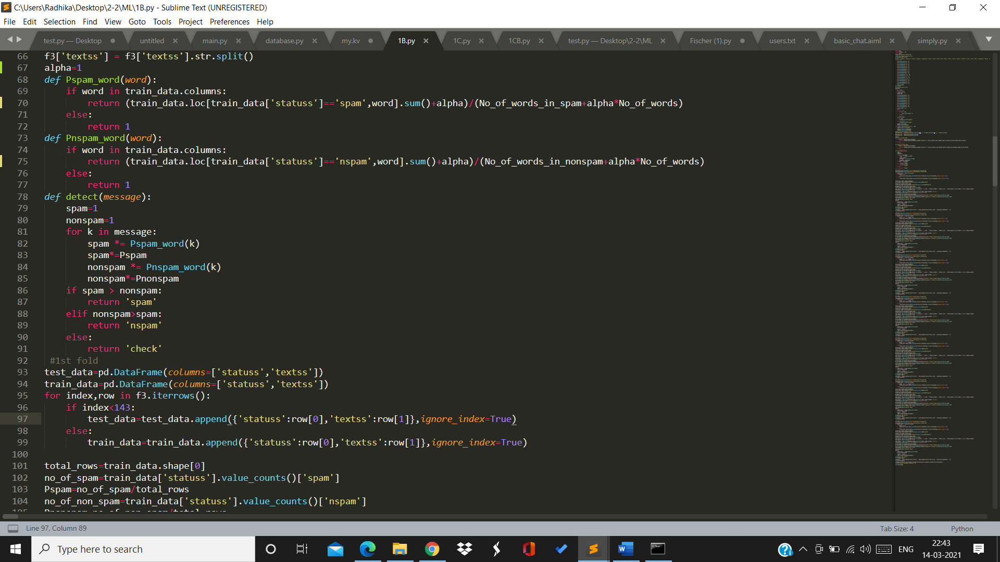 C:\Users\Radhika\Desktop\2-2\ML\1B.py - Sublime Text (UNREGISTERED)
File Edit Selection Find View Goto Tools Project Preferences Help
test.py — Desktop untitled main.py database.py my.kv 1B.py 1C.py 1CB.py test.py — Desktop\2-2\ML Fischer (1).py users.txt basic_chat.aiml simply.py
66 f3['textss'] = f3['textss'].str.split()
67 alpha=1
68 def Pspam_word(word):
69 if word in train_data.columns:
70 return (train_data.loc[train_data['statuss']=='spam',word].sum()+alpha)/(No_of_words_in_spam+alpha*No_of_words)
71 else:
72 return 1
73 def Pnspam_word(word):
74 if word in train_data.columns:
75 return (train_data.loc[train_data['statuss']=='nspam',word].sum()+alpha)/(No_of_words_in_nonspam+alpha*No_of_words)
76 else:
77 return 1
78 def detect(message):
79 spam=1
80 nonspam=1
81 for k in message:
82 spam *= Pspam_word(k)
83 spam*=Pspam
84 nonspam *= Pnspam_word(k)
85 nonspam*=Pnonspam
86 if spam > nonspam:
87 return 'spam'
88 elif nonspam>spam:
89 return 'nspam'
90 else:
91 return 'check'
92 #1st fold
93 test_data=pd.DataFrame(columns=['statuss','textss'])
94 train_data=pd.DataFrame(columns=['statuss','textss'])
95 for index,row in f3.iterrows():
96 if index<143:
97 test_data=test_data.append({'statuss':row[0],'textss':row[1]},ignore_index=True)
98 else:
99 train_data=train_data.append({'statuss':row[0],'textss':row[1]},ignore_index=True)
100
101 total_rows=train_data.shape[0]
102 no_of_spam=train_data['statuss'].value_counts()['spam']
103 Pspam=no_of_spam/total_rows
104 no_of_non_spam=train_data['statuss'].value_counts()['nspam']
Line 97, Column 89 Tab Size: 4 Python
Type here to search
ENG
22:43
14-03-2021